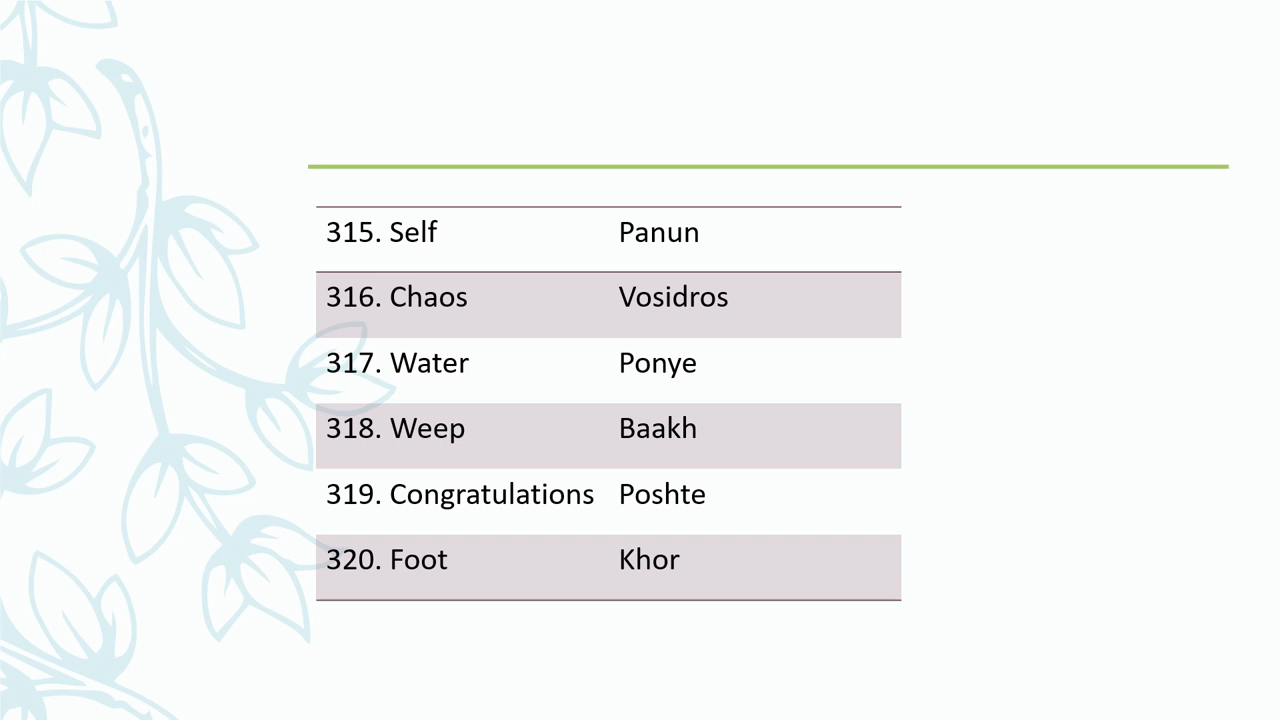 315. Self Panun
316. Chaos Vosidros
317. Water Ponye
318. Weep Baakh
319. Congratulations Poshte
320. Foot Khor